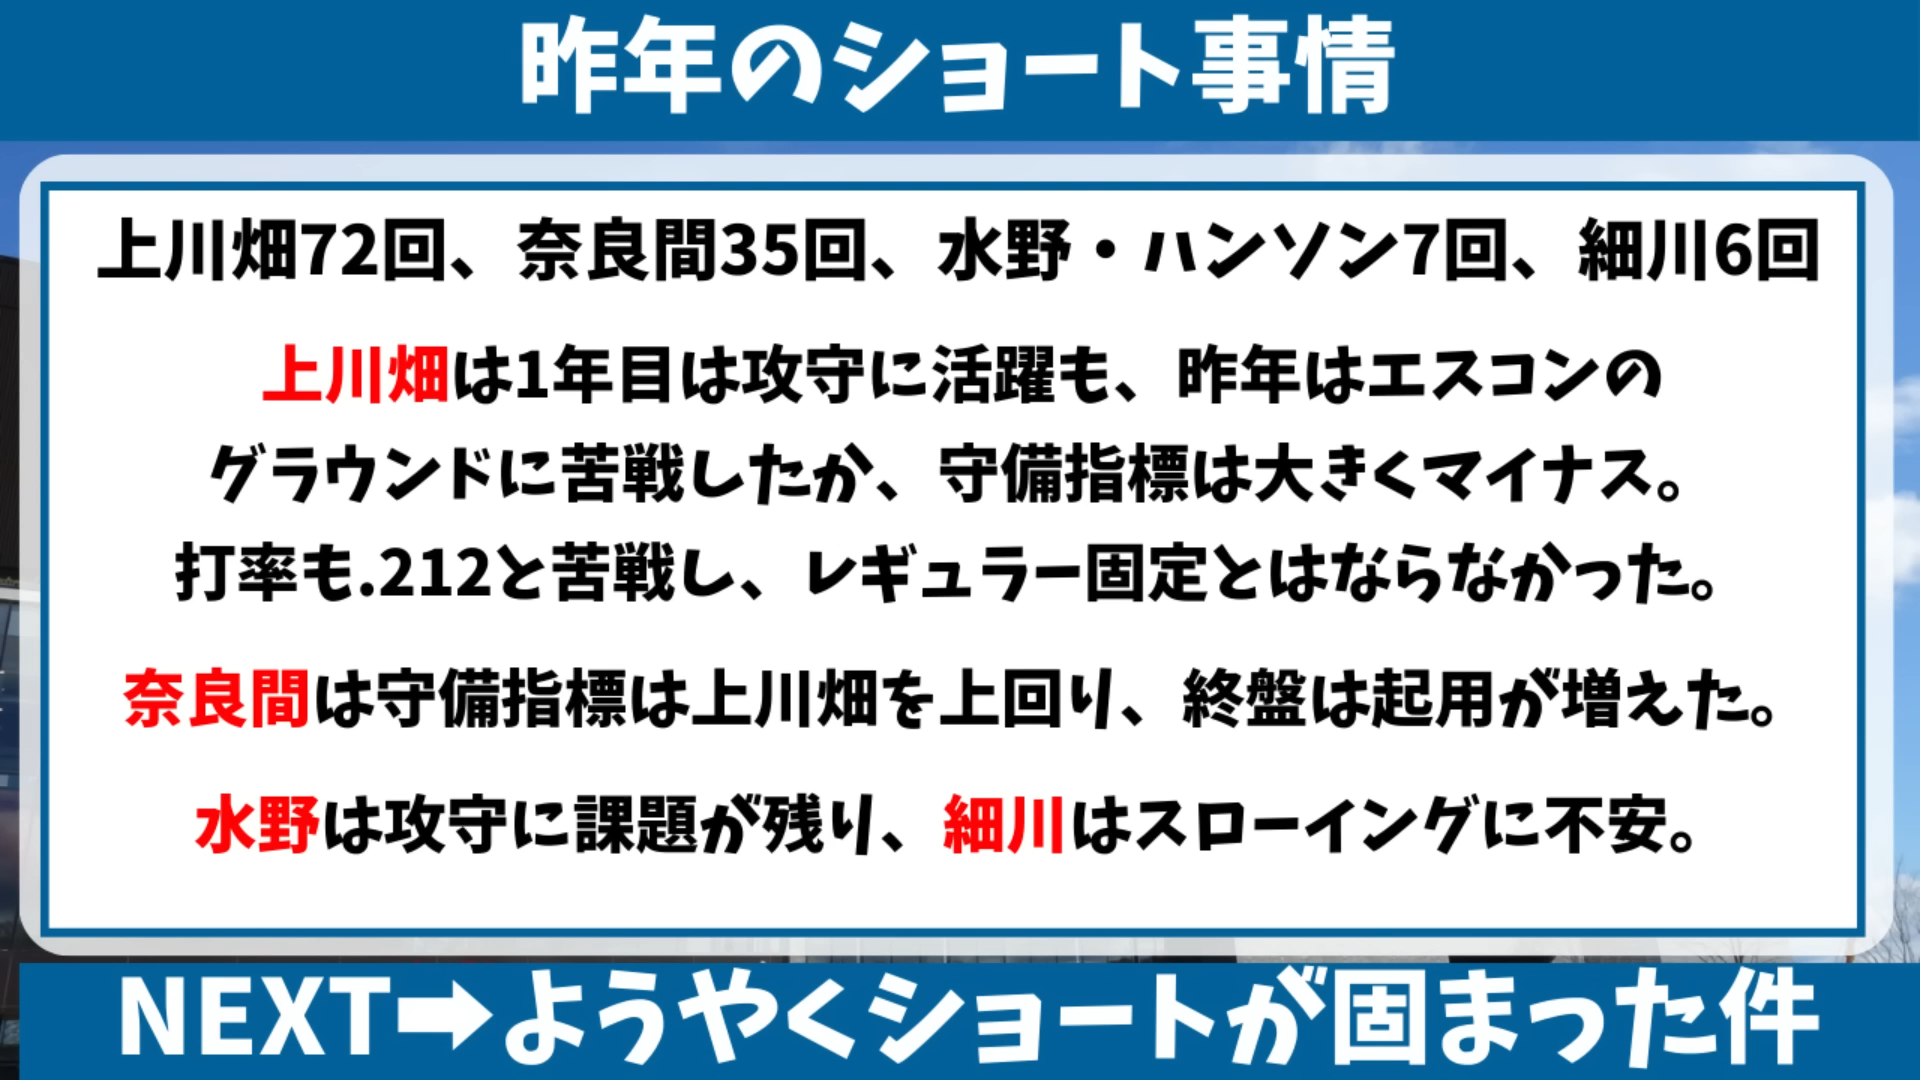 昨年のショート事情
上川畑72回、奈良間35回、水野・ハンソン7回、細川6回
上川畑は1年目は攻守に活躍も、昨年はエスコンの
グラウンドに苦戦したか、守備指標は大きくマイナス。
打率も.212と苦戦し、レギュラー固定とはならなかった。
奈良間は守備指標は上川畑を上回り、終盤は起用が増えた。
水野は攻守に課題が残り、細川はスローイングに不安。
NEXT➡ようやくショートが固まった件